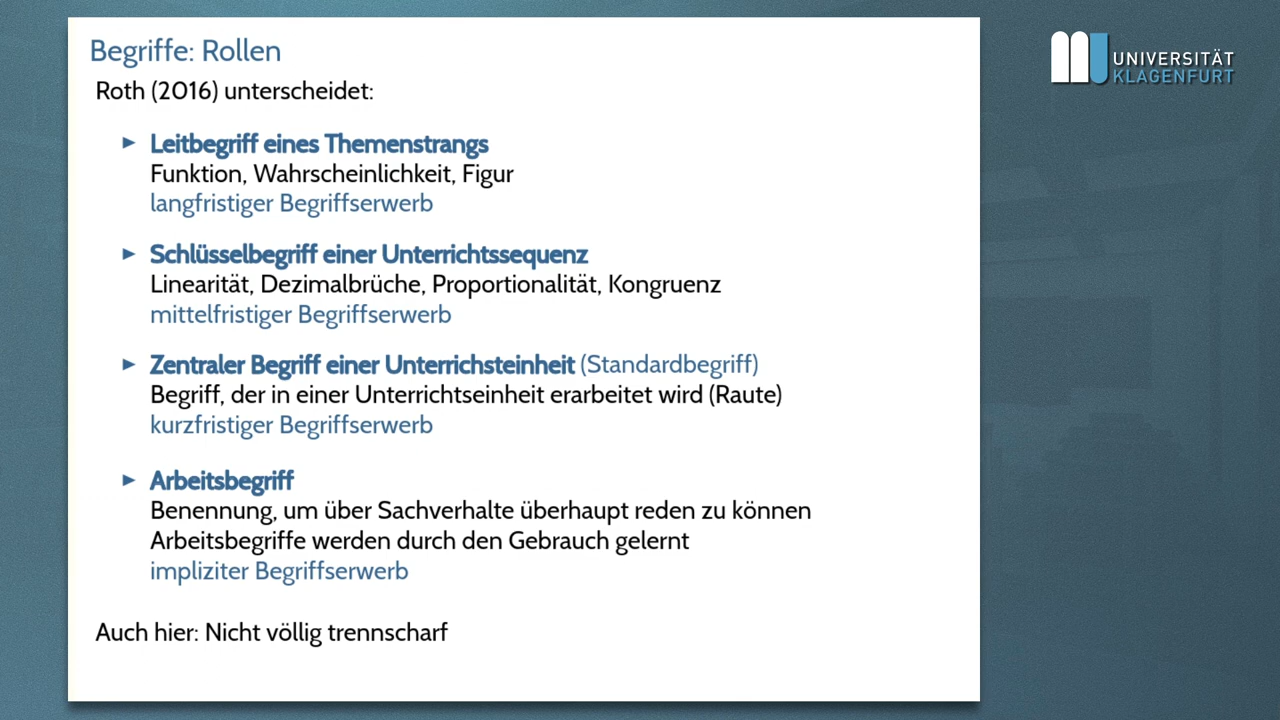 Begriffe: Rollen
Roth (2016) unterscheidet:
► Leitbegriff eines Themenstrangs
Funktion, Wahrscheinlichkeit, Figur
langfristiger Begriffserwerb
► Schlüsselbegriff einer Unterrichtssequenz
Linearität, Dezimalbrüche, Proportionalität, Kongruenz
mittelfristiger Begriffserwerb
► Zentraler Begriff einer Unterrichsteinheit (Standardbegriff)
Begriff, der in einer Unterrichtseinheit erarbeitet wird (Raute)
kurzfristiger Begriffserwerb
► Arbeitsbegriff
Benennung, um über Sachverhalte überhaupt reden zu können
Arbeitsbegriffe werden durch den Gebrauch gelernt
impliziter Begriffserwerb
Auch hier: Nicht völlig trennscharf
UNIVERSITÄT
KLAGENFURT